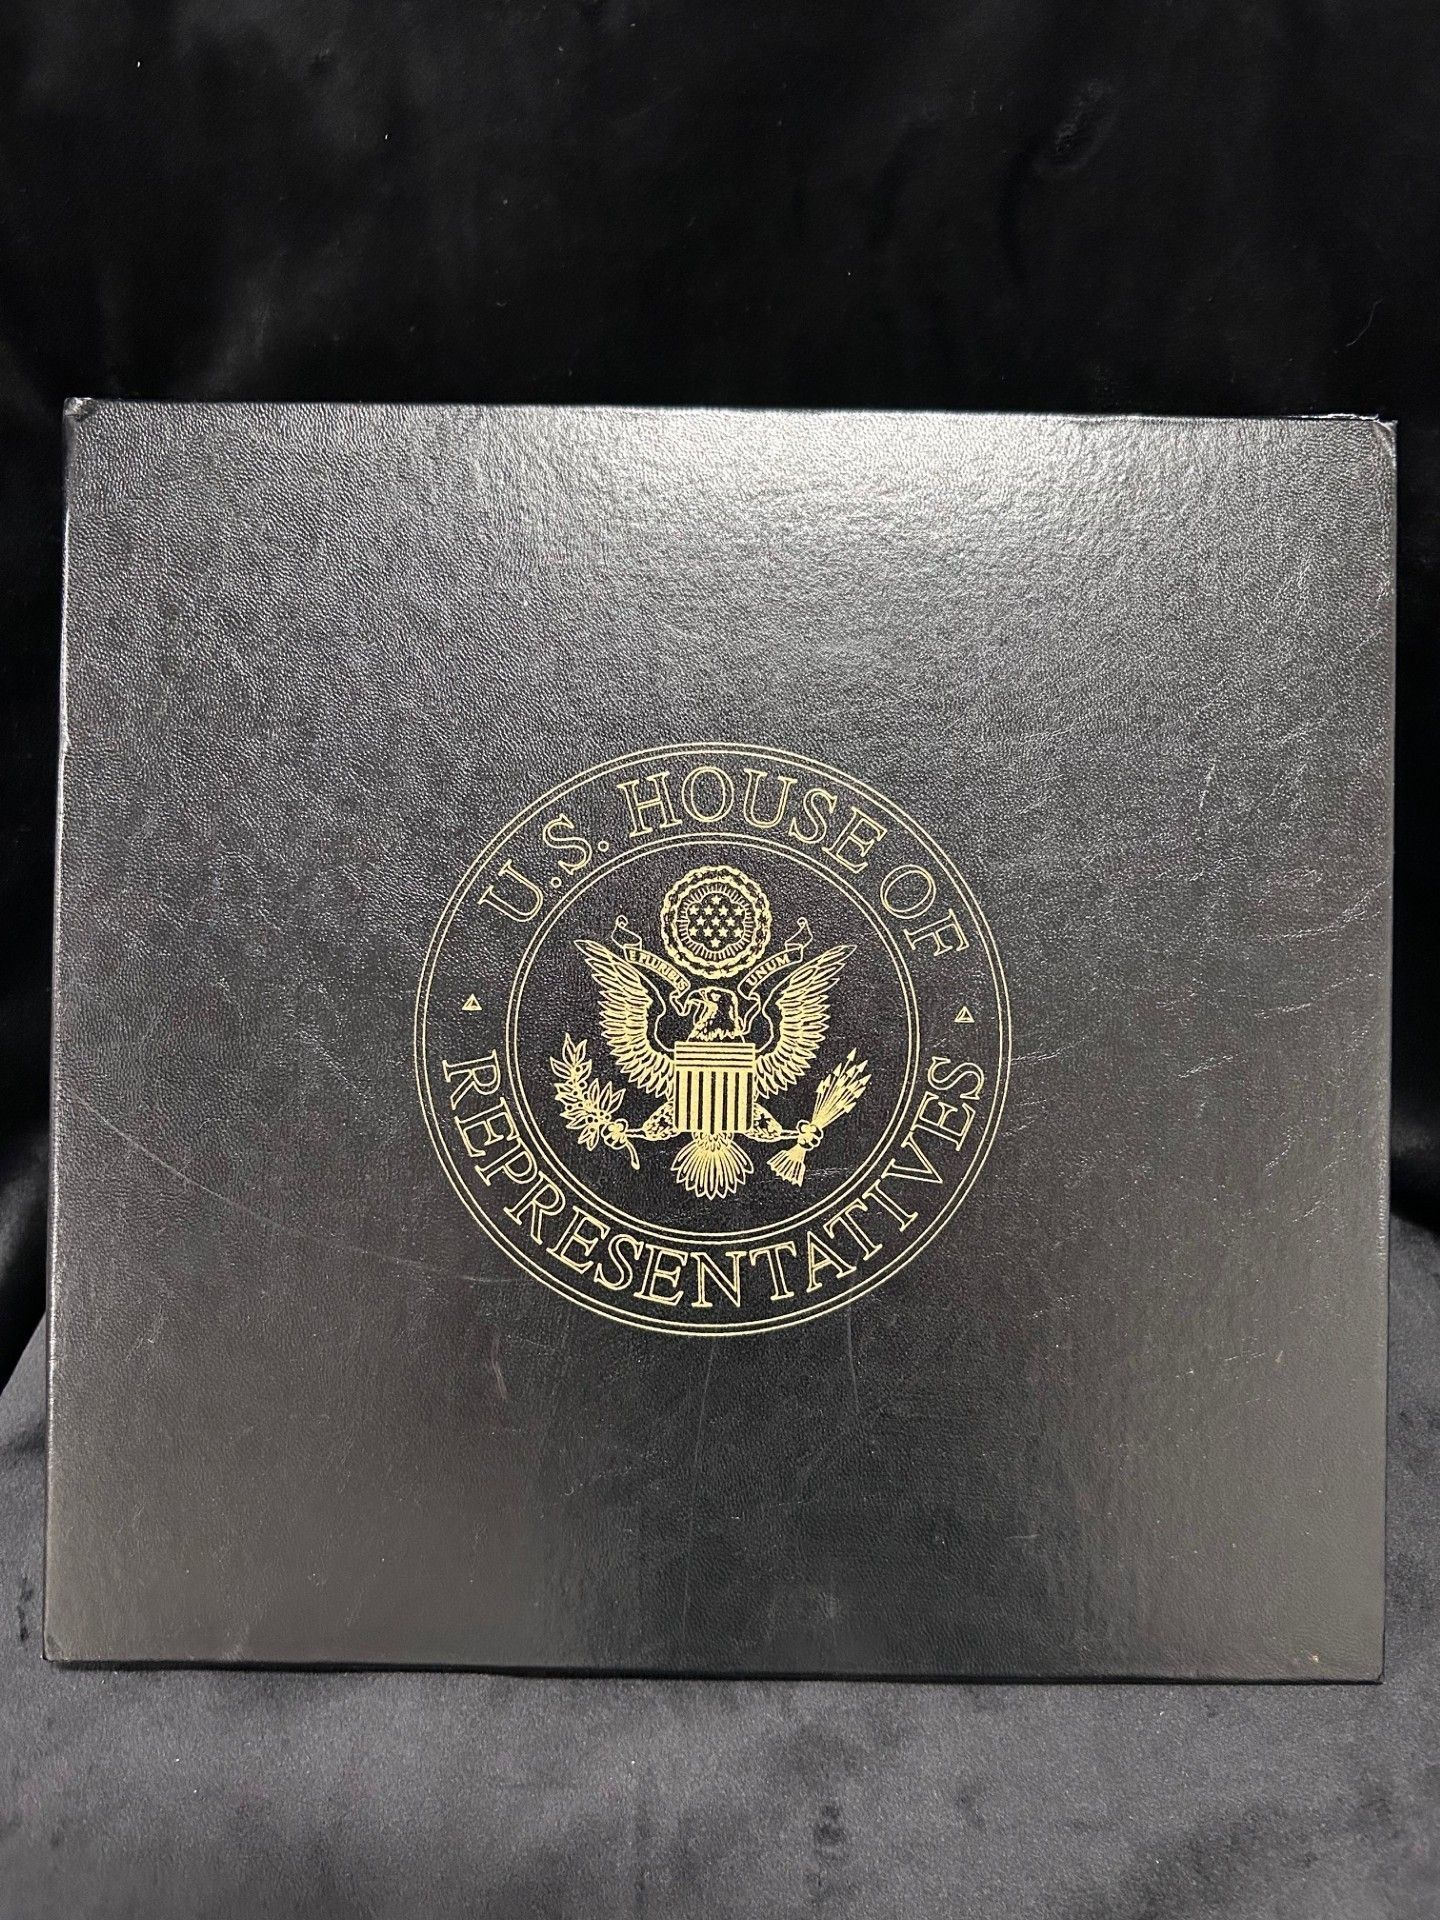 U.S. HOUSE OF
REPRESENTATIVES
E PLURIBUS UNUM